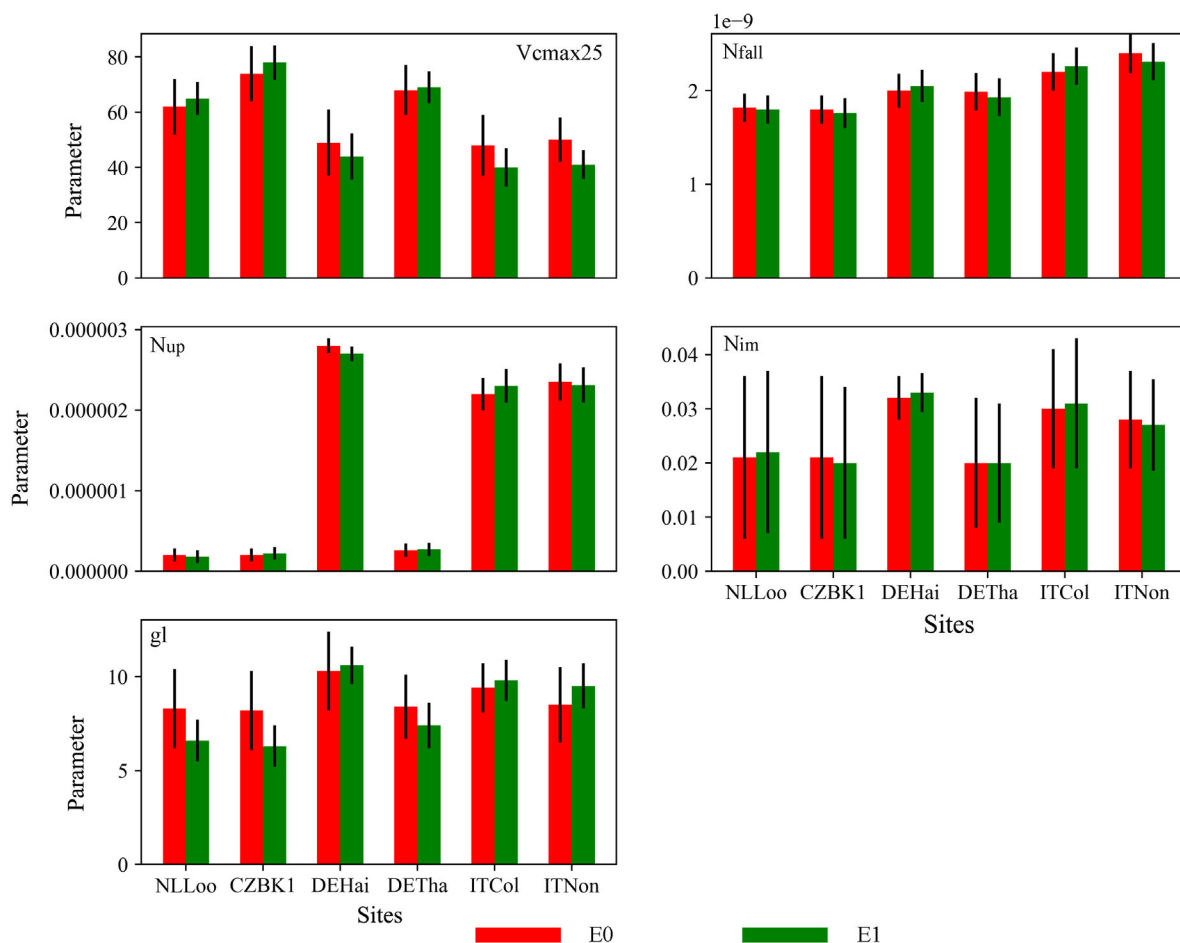 Vcmax25
Parameter
80
60
40
20
0
1e−9
Nfall
2
1
0
Nup
Parameter
0.000003
0.000002
0.000001
0.000000
Nim
0.04
0.03
0.02
0.01
0.00
NLLoo CZBK1 DEHai DETha ITCol ITNon
Sites
gl
Parameter
10
5
0
NLLoo CZBK1 DEHai DETha ITCol ITNon
Sites
E0 E1